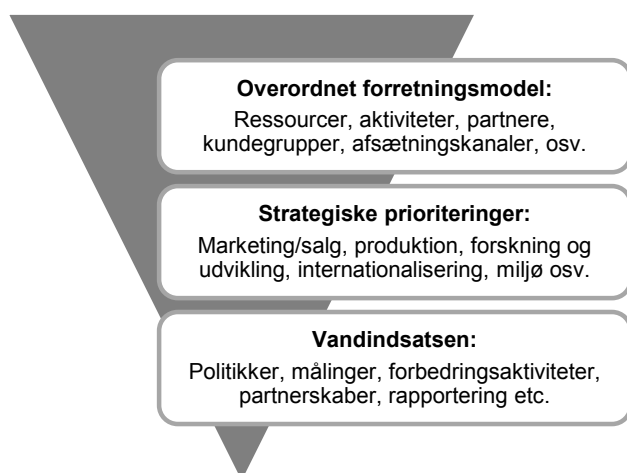 Overordnet forretningsmodel:
Ressourcer, aktiviteter, partnere,
kundegrupper, afsætningskanaler, osv.
Strategiske prioriteringer:
Marketing/salg, produktion, forskning og
udvikling, internationalisering, miljø osv.
Vandindsatsen:
Politikker, målinger, forbedringsaktiviteter,
partnerskaber, rapportering etc.